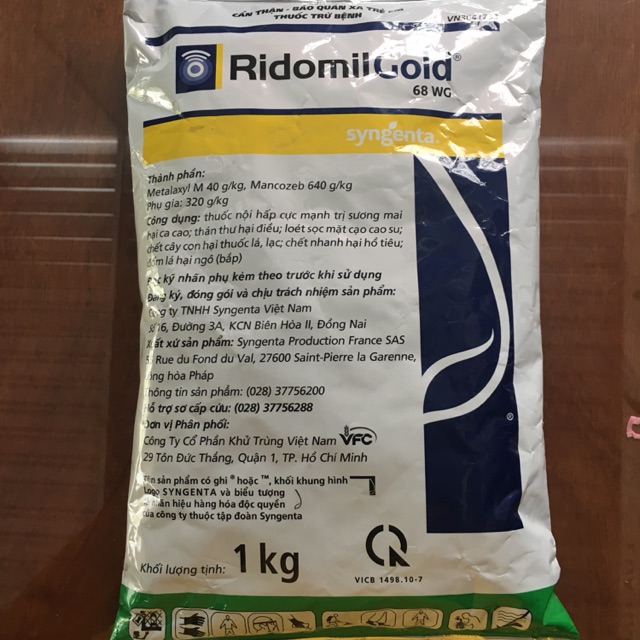 CẨN THẬN - BẢO QUẢN XA TRẺ EM
THUỐC TRỪ BỆNH
RidomilGold®
68 WG
syngenta
Thành phần:
Metalaxyl M 40 g/kg, Mancozeb 640 g/kg
Phụ gia: 320 g/kg
Công dụng: thuốc nội hấp cực mạnh trị sương mai
hại ca cao; thán thư hại điều; loét sọc mặt cạo cao su;
chết cây con hại thuốc lá, lạc; chết nhanh hại hồ tiêu;
đốm lá hại ngô (bắp)
Đọc kỹ nhãn phụ kèm theo trước khi sử dụng
Đăng ký, đóng gói và chịu trách nhiệm sản phẩm:
Công ty TNHH Syngenta Việt Nam
Số 16, Đường 3A, KCN Biên Hòa II, Đồng Nai
Xuất xứ sản phẩm: Syngenta Production France SAS
Rue du Fond du Val, 27600 Saint-Pierre la Garenne,
Cộng hòa Pháp
Thông tin sản phẩm: (028) 37756200
Hỗ trợ sơ cấp cứu: (028) 37756288
Đơn vị Phân phối:
Công Ty Cổ Phần Khử Trùng Việt Nam VFC
29 Tôn Đức Thắng, Quận 1, TP. Hồ Chí Minh
Tên sản phẩm có ghi ® hoặc ™, khối khung hình
Logo SYNGENTA và biểu tượng
là nhãn hiệu hàng hóa độc quyền
của công ty thuộc tập đoàn Syngenta
®
Khối lượng tịnh: 1 kg
VICB 1498.10-7